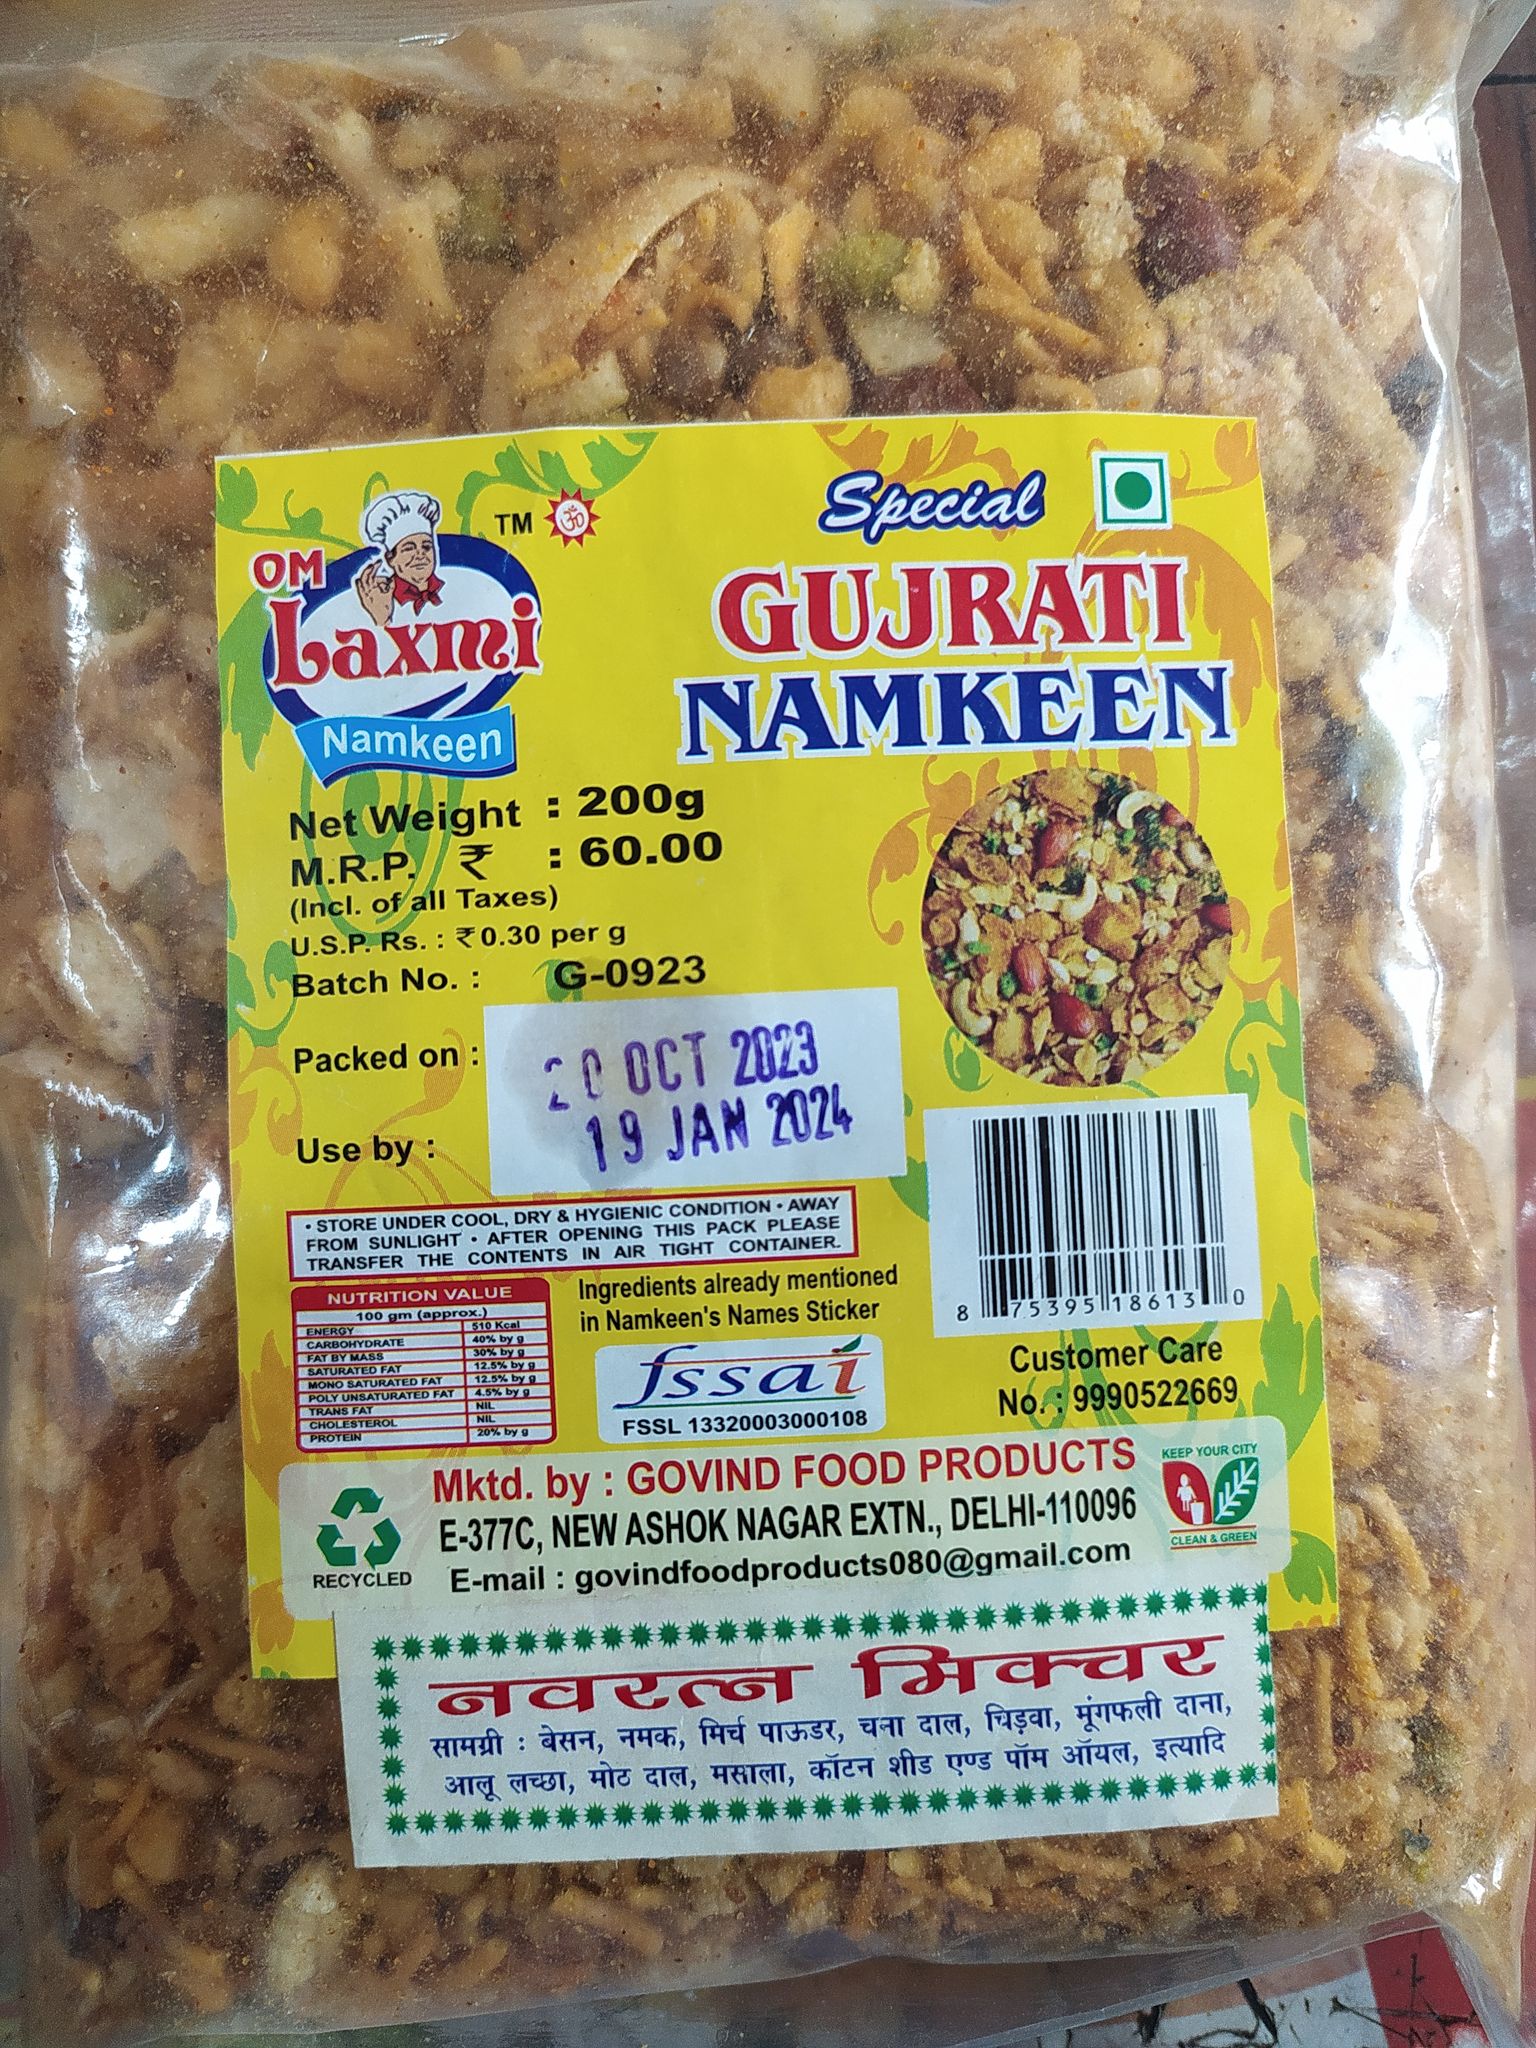 Special
OM
Laxmi
Namkeen
TM
ॐ
GUJRATI
NAMKEEN
Net Weight : 200g
M.R.P. ₹ : 60.00
(Incl. of all Taxes)
U.S.P. Rs. : ₹0.30 per g
Batch No. : G-0923
Packed on : 20 OCT 2023
Use by : 19 JAN 2024
• STORE UNDER COOL, DRY & HYGIENIC CONDITION • AWAY
FROM SUNLIGHT • AFTER OPENING THIS PACK PLEASE
TRANSFER THE CONTENTS IN AIR TIGHT CONTAINER.
NUTRITION VALUE
100 gm (approx.)
ENERGY 510 Kcal
CARBOHYDRATE 40% by g
FAT BY MASS 30% by g
SATURATED FAT 12.5% by g
MONO SATURATED FAT 12.5% by g
POLY UNSATURATED FAT 4.5% by g
TRANS FAT NIL
CHOLESTEROL NIL
PROTEIN 20% by g
Ingredients already mentioned
in Namkeen's Names Sticker
fssai
FSSL 13320003000108
8 75395 18613 0
Customer Care
No. : 9990522669
Mktd. by : GOVIND FOOD PRODUCTS
E-377C, NEW ASHOK NAGAR EXTN., DELHI-110096
E-mail : govindfoodproducts080@gmail.com
RECYCLED
KEEP YOUR CITY
CLEAN & GREEN
नवरत्न मिक्चर
सामग्री : बेसन, नमक, मिर्च पाऊडर, चना दाल, चिड़वा, मूंगफली दाना,
आलू लच्छा, मोठ दाल, मसाला, कॉटन शीड एण्ड पॉम ऑयल, इत्यादि